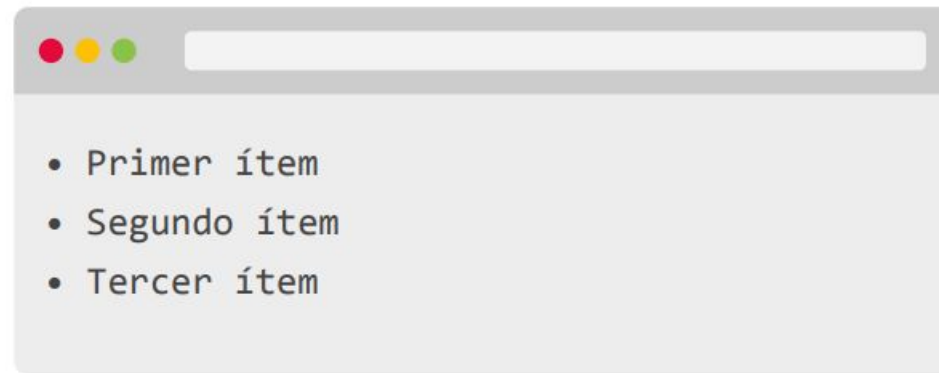 • Primer ítem
• Segundo ítem
• Tercer ítem